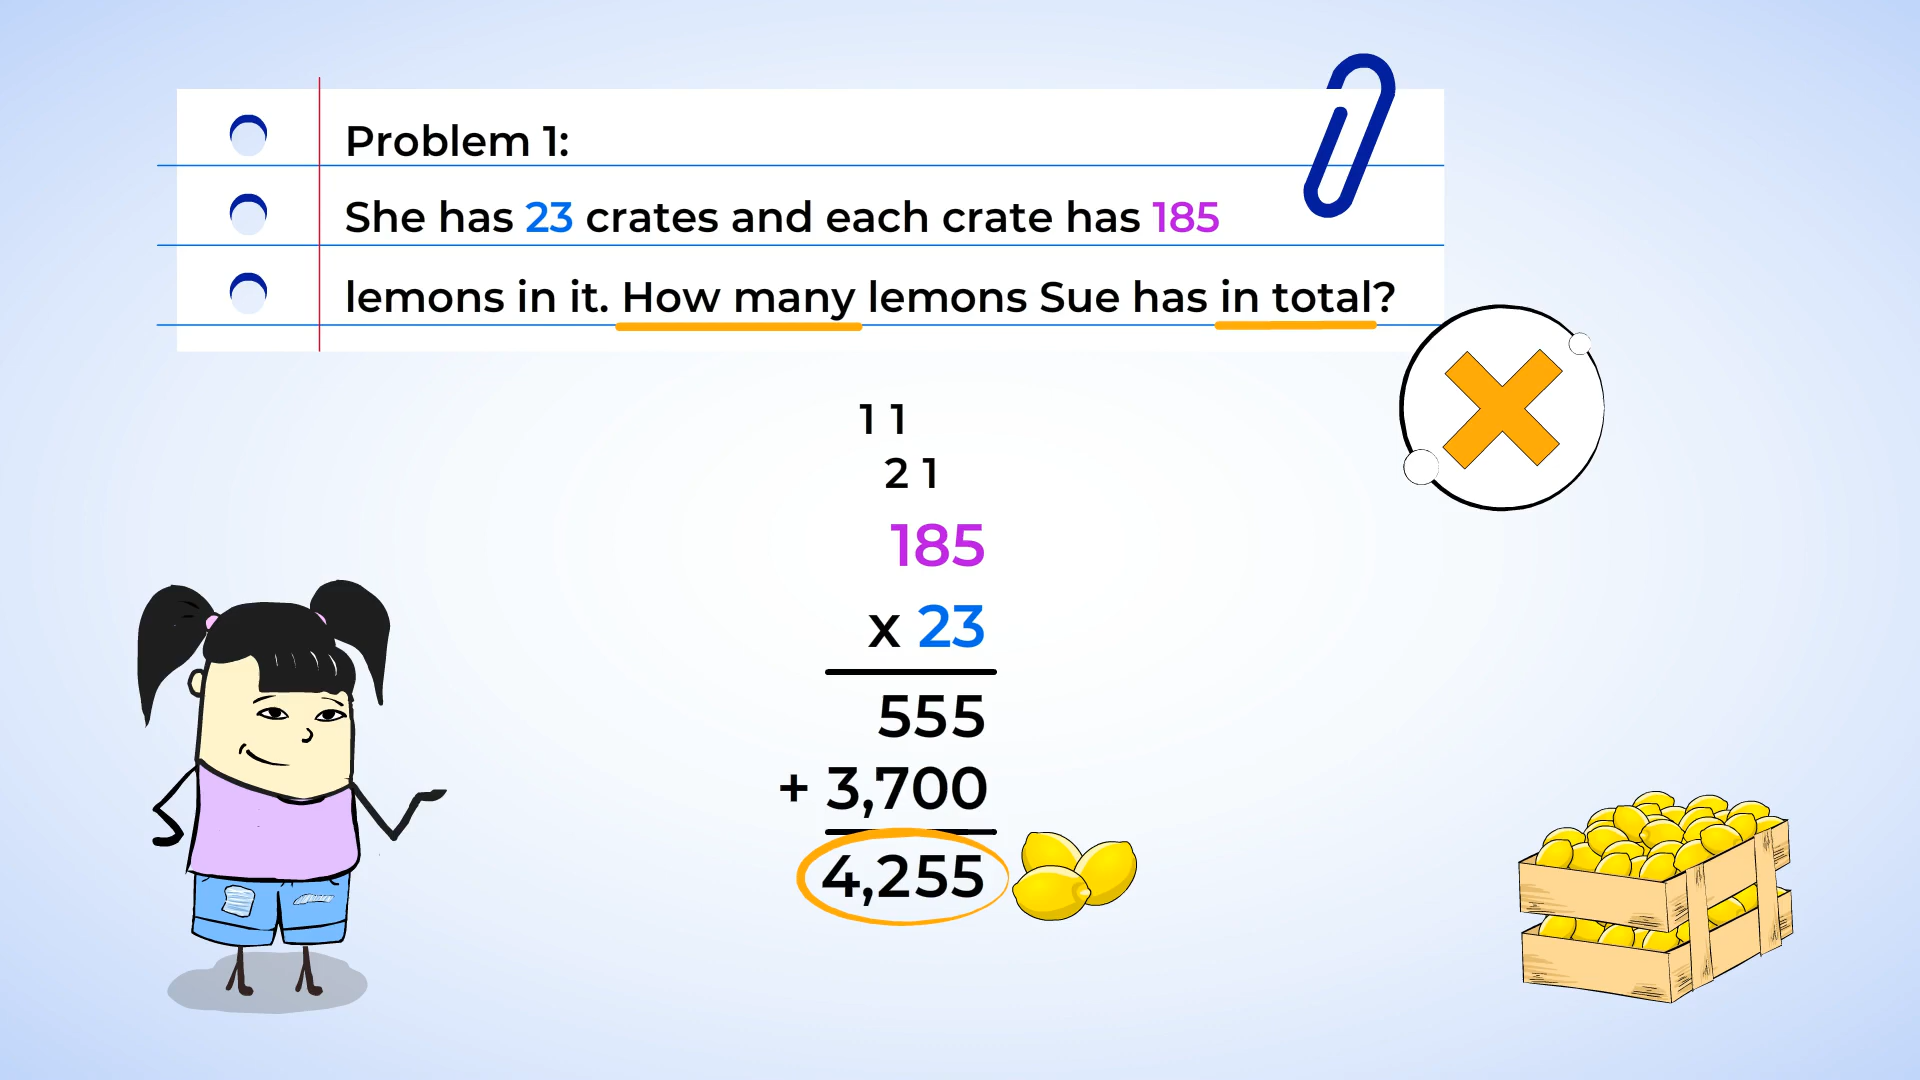 Problem 1:
She has 23 crates and each crate has 185
lemons in it. How many lemons Sue has in total?
1 1
2 1
185
x 23
555
+ 3,700
4,255